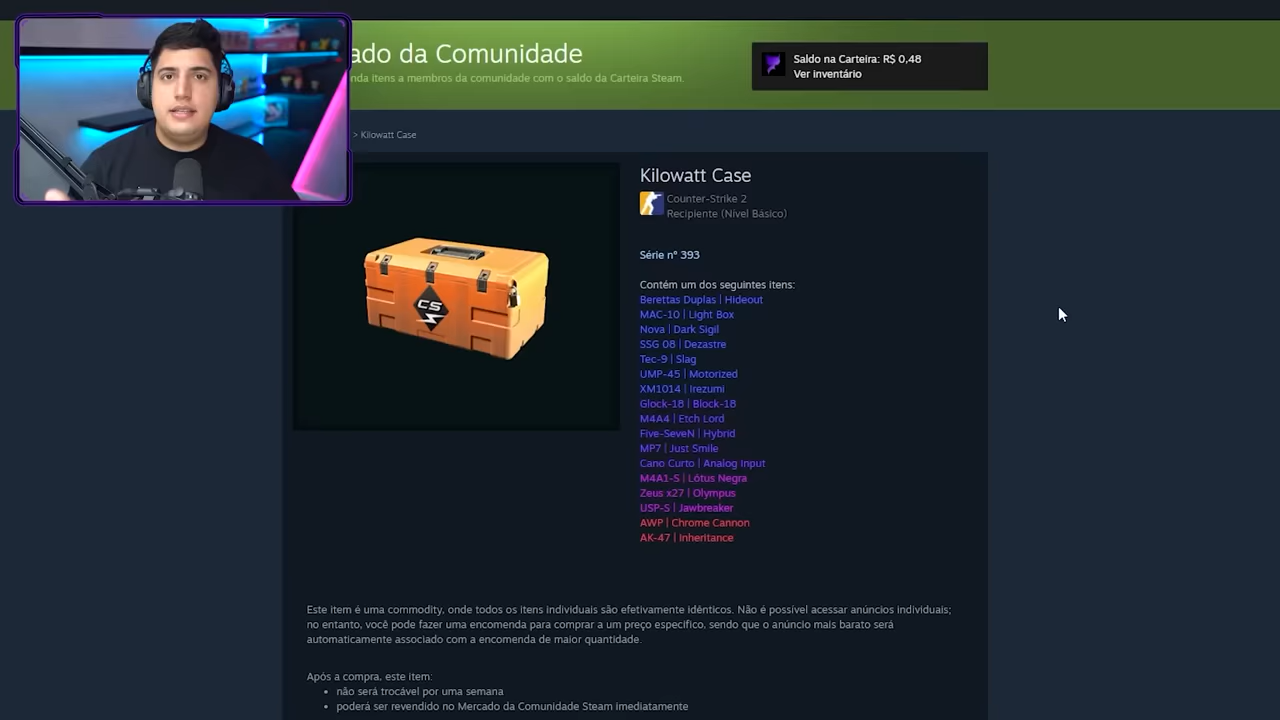 ado da Comunidade
nda itens a membros da comunidade com o saldo da Carteira Steam.
Saldo na Carteira: R$ 0,48
Ver inventário
> Kilowatt Case
Kilowatt Case
Counter-Strike 2
Recipiente (Nível Básico)
Série nº 393
Contém um dos seguintes itens:
Berettas Duplas | Hideout
MAC-10 | Light Box
Nova | Dark Sigil
SSG 08 | Dezastre
Tec-9 | Slag
UMP-45 | Motorized
XM1014 | Irezumi
Glock-18 | Block-18
M4A4 | Etch Lord
Five-SeveN | Hybrid
MP7 | Just Smile
Cano Curto | Analog Input
M4A1-S | Lótus Negra
Zeus x27 | Olympus
USP-S | Jawbreaker
AWP | Chrome Cannon
AK-47 | Inheritance
CS
Este item é uma commodity, onde todos os itens individuais são efetivamente idênticos. Não é possível acessar anúncios individuais;
no entanto, você pode fazer uma encomenda para comprar a um preço específico, sendo que o anúncio mais barato será
automaticamente associado com a encomenda de maior quantidade.
Após a compra, este item:
• não será trocável por uma semana
• poderá ser revendido no Mercado da Comunidade Steam imediatamente